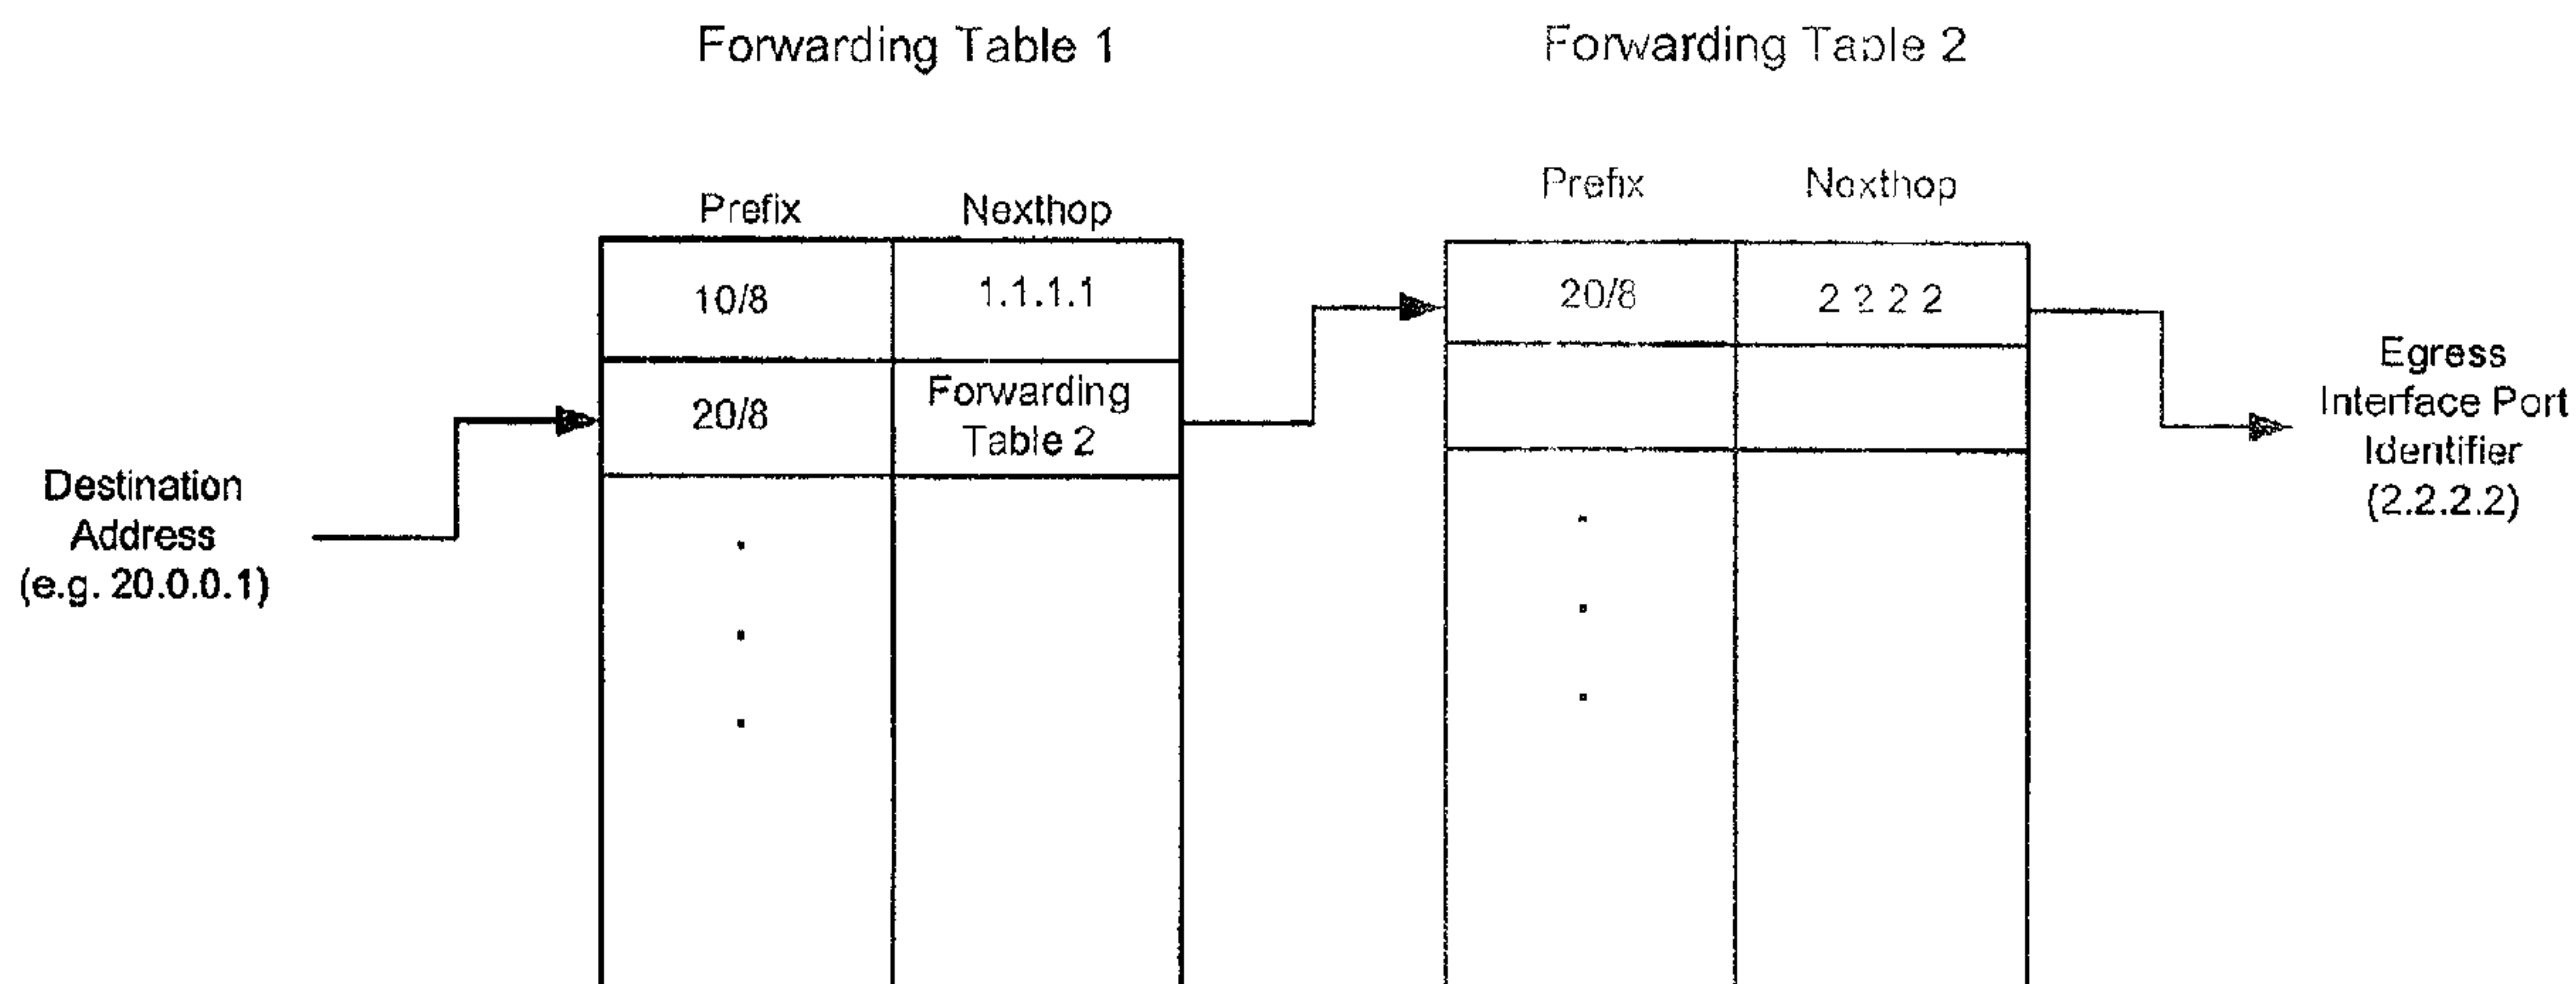 Forwarding Table 1
Forwarding Table 2
Prefix
Nexthop
Prefix
Nexthop
10/8
1.1.1.1
20/8
Forwarding
Table 2
20/8
2 2 2 2
Destination
Address
(e.g. 20.0.0.1)
Egress
Interface Port
Identifier
(2.2.2.2)